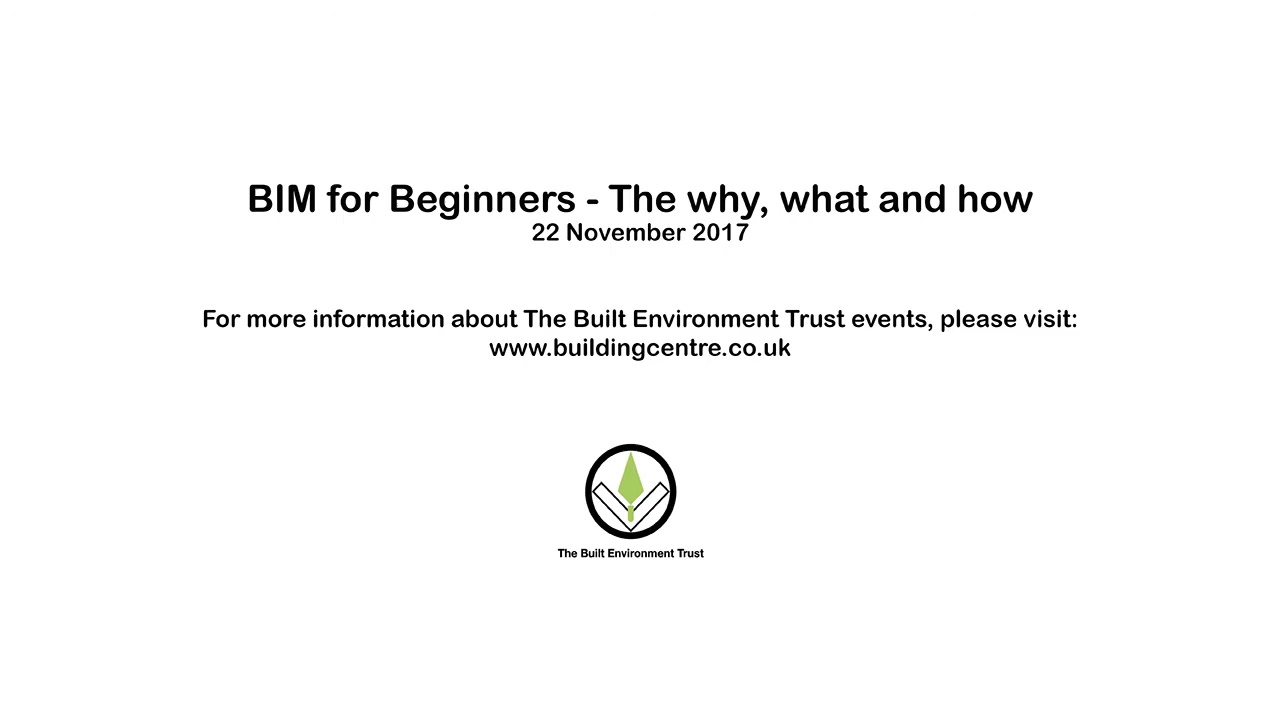 BIM for Beginners - The why, what and how
22 November 2017
For more information about The Built Environment Trust events, please visit:
www.buildingcentre.co.uk
The Built Environment Trust